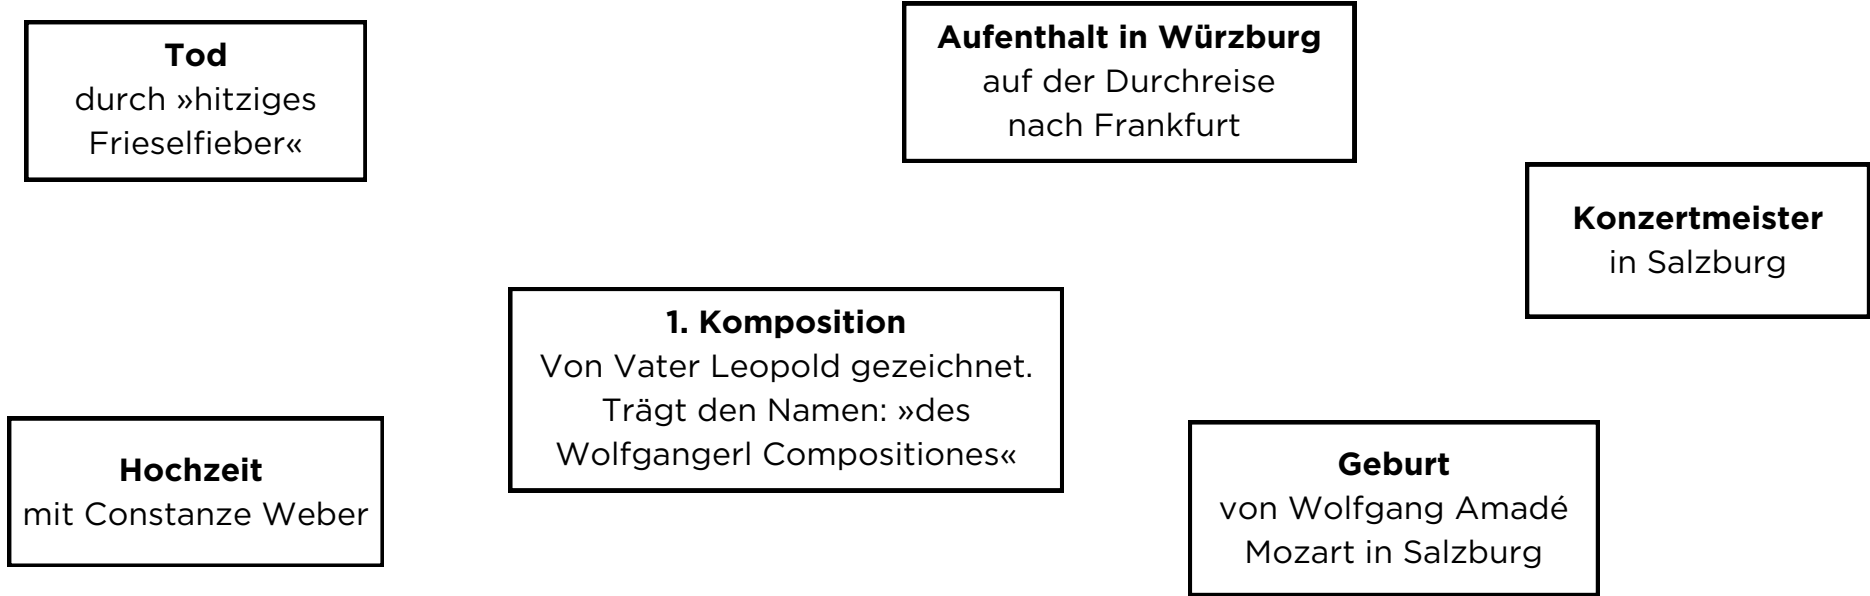 Tod
durch »hitziges
Frieselfieber«
Aufenthalt in Würzburg
auf der Durchreise
nach Frankfurt
Konzertmeister
in Salzburg
1. Komposition
Von Vater Leopold gezeichnet.
Trägt den Namen: »des
Wolfgangerl Compositiones«
Hochzeit
mit Constanze Weber
Geburt
von Wolfgang Amadé
Mozart in Salzburg